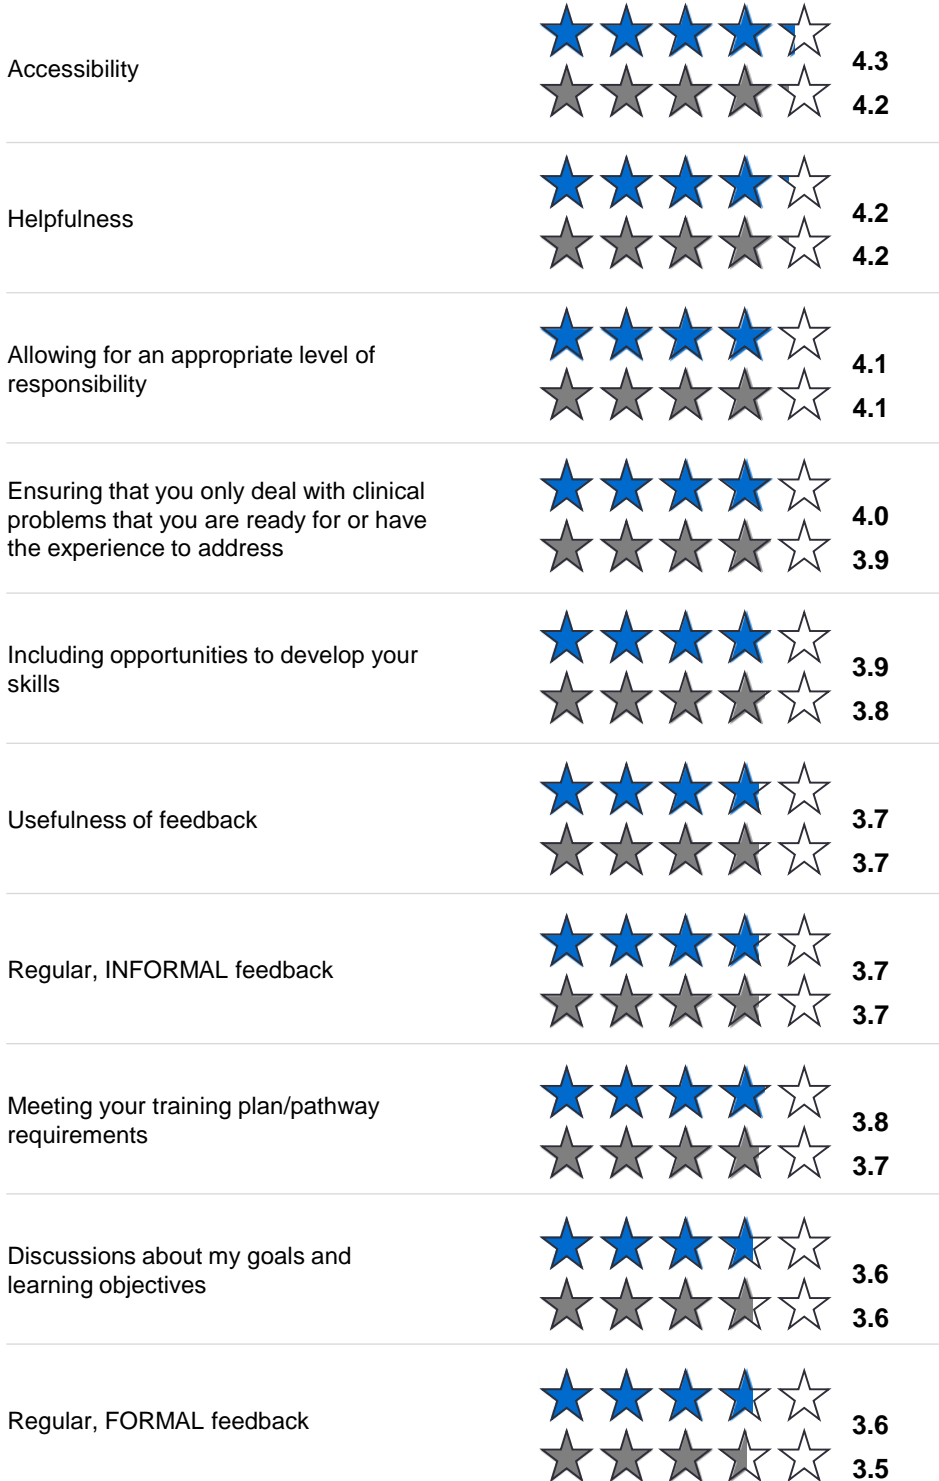 Accessibility
4.3
4.2
Helpfulness
4.2
4.2
Allowing for an appropriate level of
responsibility
4.1
4.1
Ensuring that you only deal with clinical
problems that you are ready for or have
the experience to address
4.0
3.9
Including opportunities to develop your
skills
3.9
3.8
Usefulness of feedback
3.7
3.7
Regular, INFORMAL feedback
3.7
3.7
Meeting your training plan/pathway
requirements
3.8
3.7
Discussions about my goals and
learning objectives
3.6
3.6
Regular, FORMAL feedback
3.6
3.5